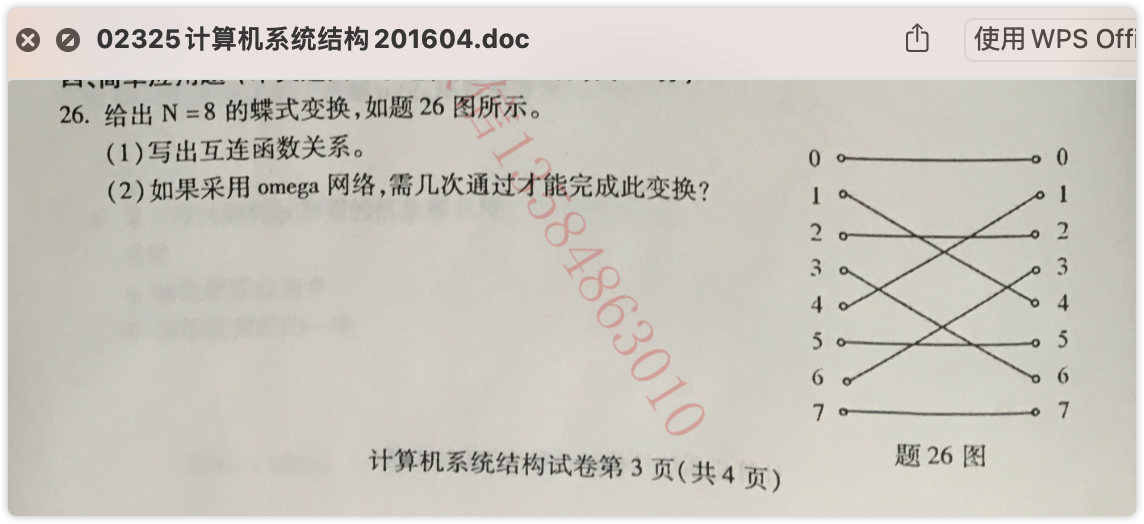 02325计算机系统结构201604.doc
使用 WPS Offi
26. 给出 N=8 的蝶式变换,如题 26 图所示。
(1)写出互连函数关系。
(2)如果采用 omega 网络,需几次通过才能完成此变换?
0 0
1 1
2 2
3 3
4 4
5 5
6 6
7 7
题 26 图
13584863010
计算机系统结构试卷第 3 页(共 4 页)